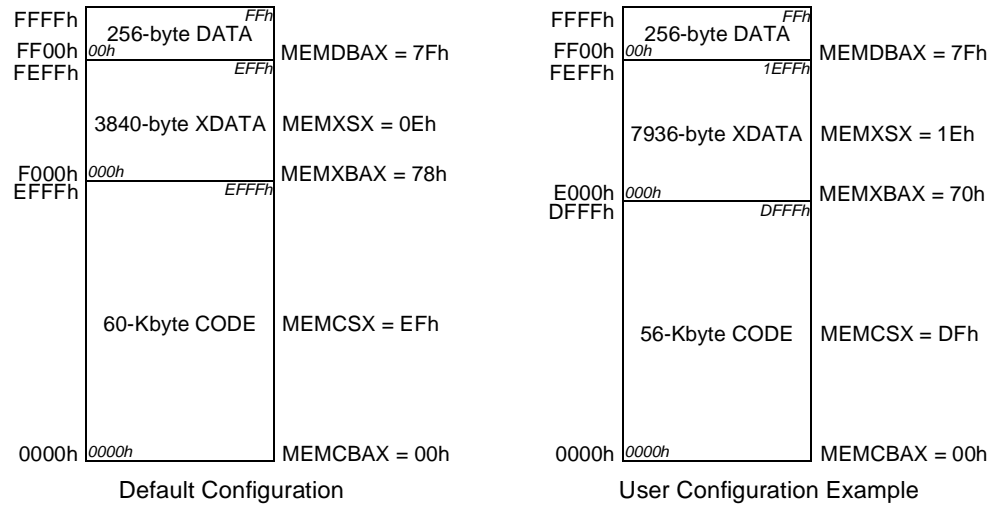 FFFFh
FFh
256-byte DATA
FF00h
00h
MEMDBAX = 7Fh
FEFFh
EFFh
3840-byte XDATA
MEMXSX = 0Eh
F000h
000h
MEMXBAX = 78h
EFFFh
EFFFh
60-Kbyte CODE
MEMCSX = EFh
0000h
0000h
MEMCBAX = 00h
Default Configuration
FFFFh
FFh
256-byte DATA
FF00h
00h
MEMDBAX = 7Fh
FEFFh
1EFFh
7936-byte XDATA
MEMXSX = 1Eh
E000h
000h
MEMXBAX = 70h
DFFFh
DFFFh
56-Kbyte CODE
MEMCSX = DFh
0000h
0000h
MEMCBAX = 00h
User Configuration Example